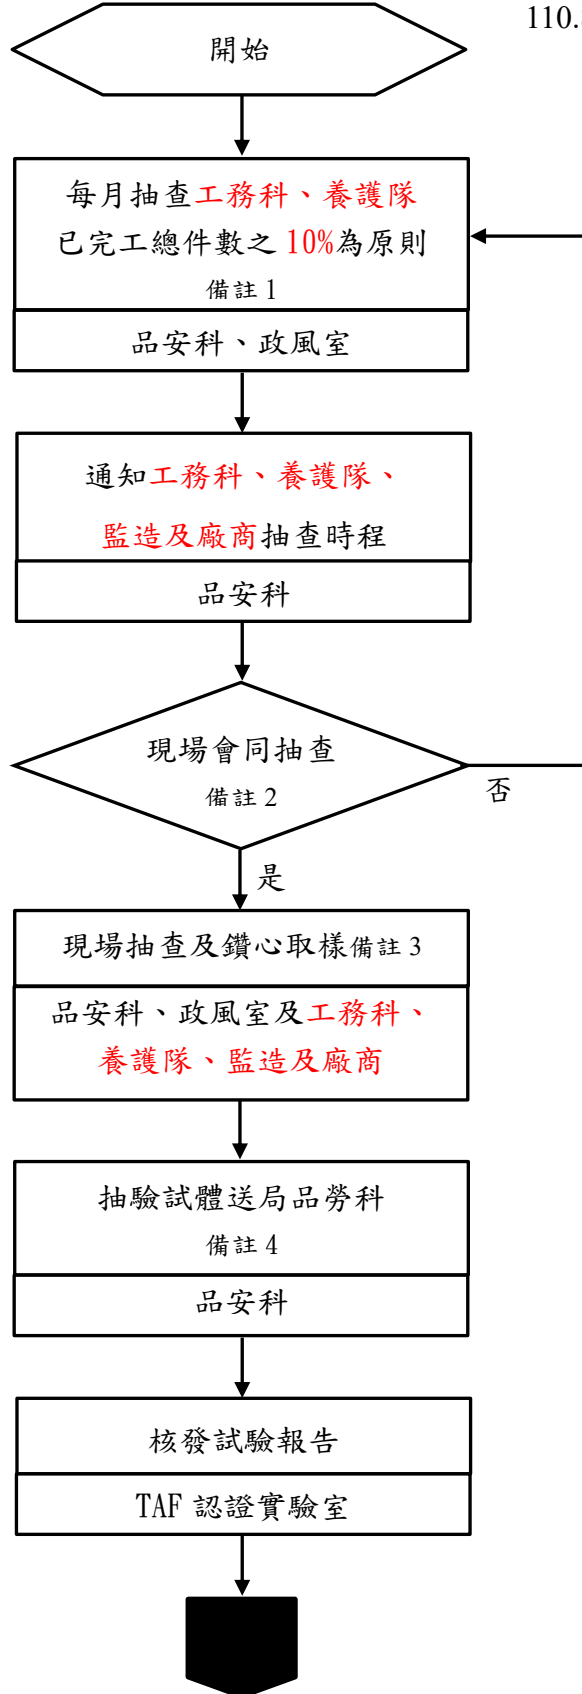 110.
開始
每月抽查工務科、養護隊
已完工總件數之10%為原則
備註1
品安科、政風室
通知工務科、養護隊、
監造及廠商抽查時程
品安科
現場會同抽查
備註2
否
是
現場抽查及鑽心取樣備註3
品安科、政風室及工務科、
養護隊、監造及廠商
抽驗試體送局品勞科
備註4
品安科
核發試驗報告
TAF認證實驗室